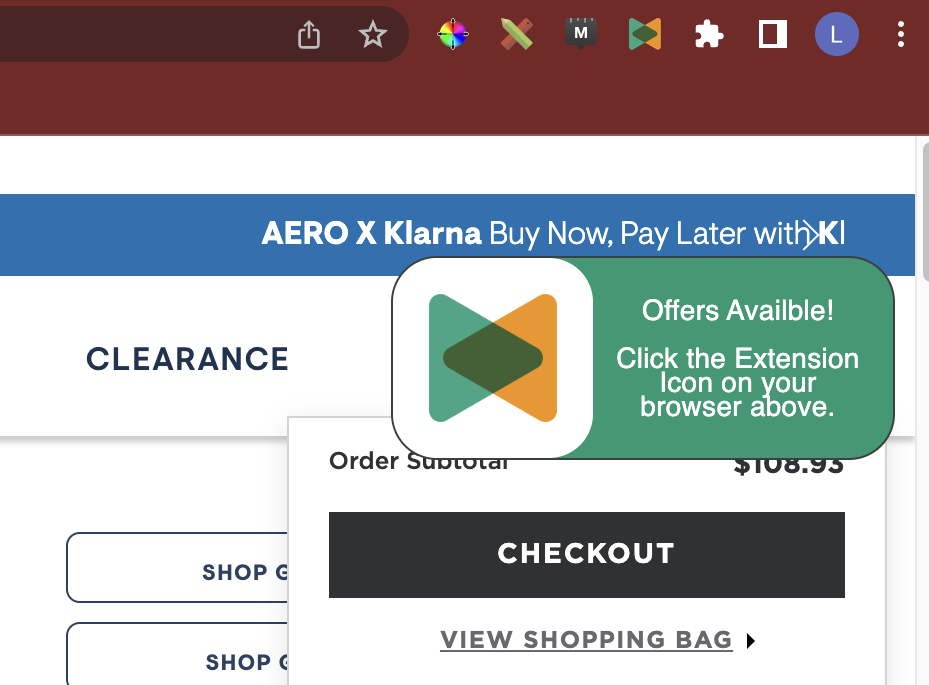 M
L
AERO X Klarna Buy Now, Pay Later with Kl
Offers Availble!
Click the Extension
Icon on your
browser above.
CLEARANCE
Order Subtotal
$108.93
CHECKOUT
SHOP G
VIEW SHOPPING BAG
SHOP G